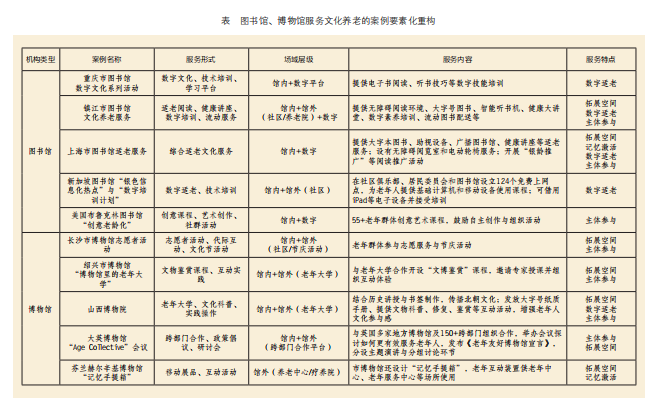 表 图书馆、博物馆服务文化养老的案例要素化重构
机构类型 案例名称 服务形式 场域层级 服务内容 服务特点
图书馆
重庆市图书馆
数字文化系列活动
数字文化、技术培训、
学习平台
馆内+数字平台
提供电子书阅读、听书技巧等数字技能培训
数字适老
镇江市图书馆
文化养老服务
适老阅读、健康讲座、
数字培训、流动服务
馆内+馆外
（社区/养老院）+数字
提供无障碍阅读环境、大字号图书、智能听书机、健康大讲
堂、数字素养培训、流动图书配送等
拓展空间
数字适老
主体参与
上海市图书馆适老服务
综合适老文化服务
馆内+数字
提供大字本图书、助视设备、广播图书馆、健康讲座等适老
服务；设有无障碍阅览室和电动轮椅服务；开展“银龄推
广”等阅读推广活动
拓展空间
记忆激活
数字适老
主体参与
新加坡图书馆“银色信
息化热点”与“数字培
训计划”
数字适老、技术培训
馆内+馆外（社区）
在社区俱乐部、居民委员会和图书馆设立124个免费上网
点，为老年人提供基础计算机和移动设备使用课程；可借用
iPad等电子设备并接受培训
数字适老
美国布鲁克林图书馆
“创意老龄化”
创意课程、艺术创作、
社群活动
馆内+数字
55+老年群体创意艺术课程，鼓励自主创作与组织活动
主体参与
博物馆
长沙市博物馆志愿者活
动
志愿者活动、代际互
动、文化节活动
馆内+馆外
（社区/节庆活动）
老年群体参与志愿服务与节庆活动
拓展空间
主体参与
绍兴市博物馆
“博物馆里的老年大
学”
文物鉴赏课程、互动实
践
馆内+馆外（老年大学）
与老年大学合作开设“文博鉴赏”课程，邀请专家授课并组
织互动体验
拓展空间
主体参与
山西博物院
老年大学、文化科普、
实践操作
馆内+馆外（老年大学）
结合历史讲授与书签制作，传播北朝文化；发放大字号纸质
手册、提供文物科普、修复、鉴赏等互动活动，增强老年人
文化参与感
拓展空间
数字适老
主体参与
大英博物馆
“Age Collective”会议
跨部门合作、政策倡
议、研讨会
馆内+馆外
（跨部门合作平台）
与英国多家地方博物馆及150+跨部门组织合作，举办会议探
讨如何更有效服务老年人，发布《老年友好博物馆宣言》，
分设主题演讲与分组讨论环节
主体参与
拓展空间
芬兰赫尔辛基博物馆
“记忆手提箱”
移动展品、互动活动
馆外（养老中心/疗养院）
市博物馆还设计“记忆手提箱”，老年互动装置供老年中
心、老年服务中心等场所使用
拓展空间
记忆激活